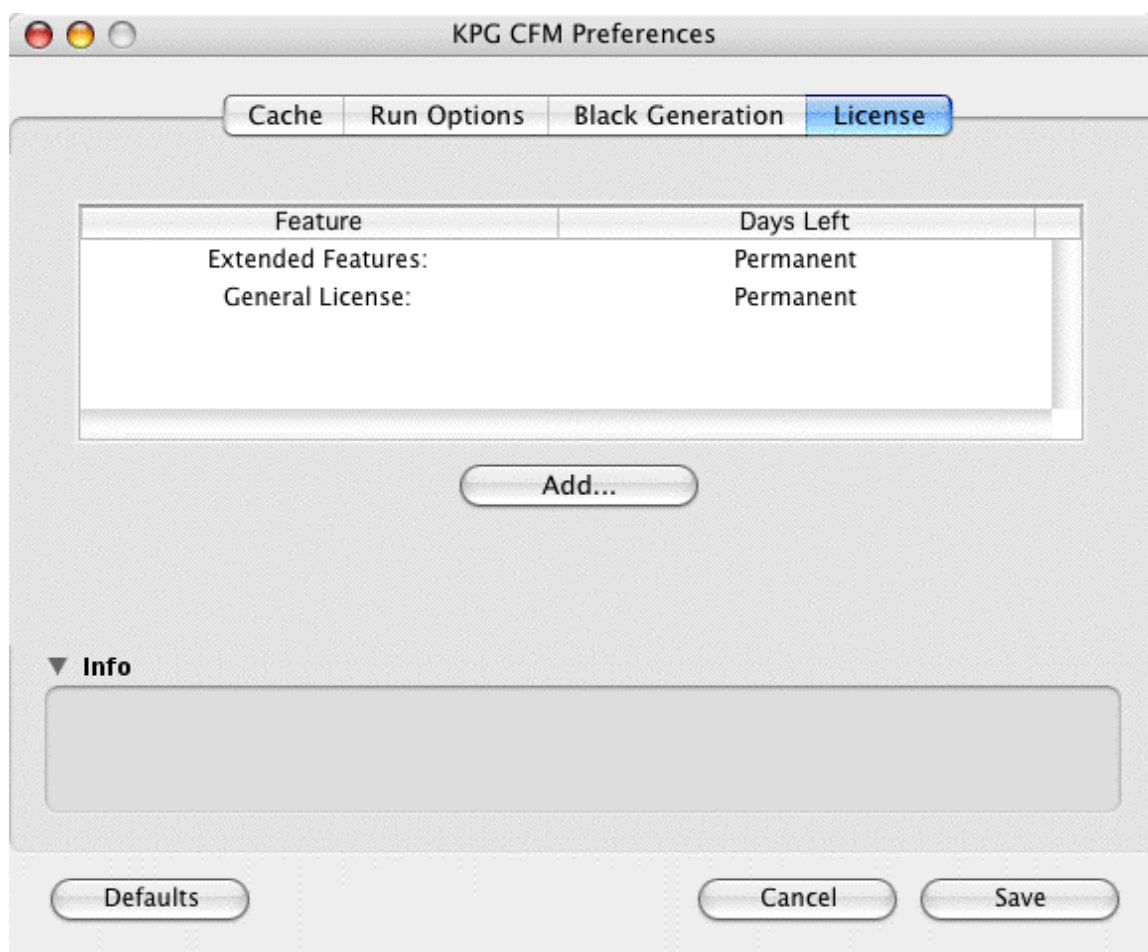 KPG CFM Preferences
Cache Run Options Black Generation License
Feature Days Left
Extended Features: Permanent
General License: Permanent
Add...
Info
Defaults Cancel Save